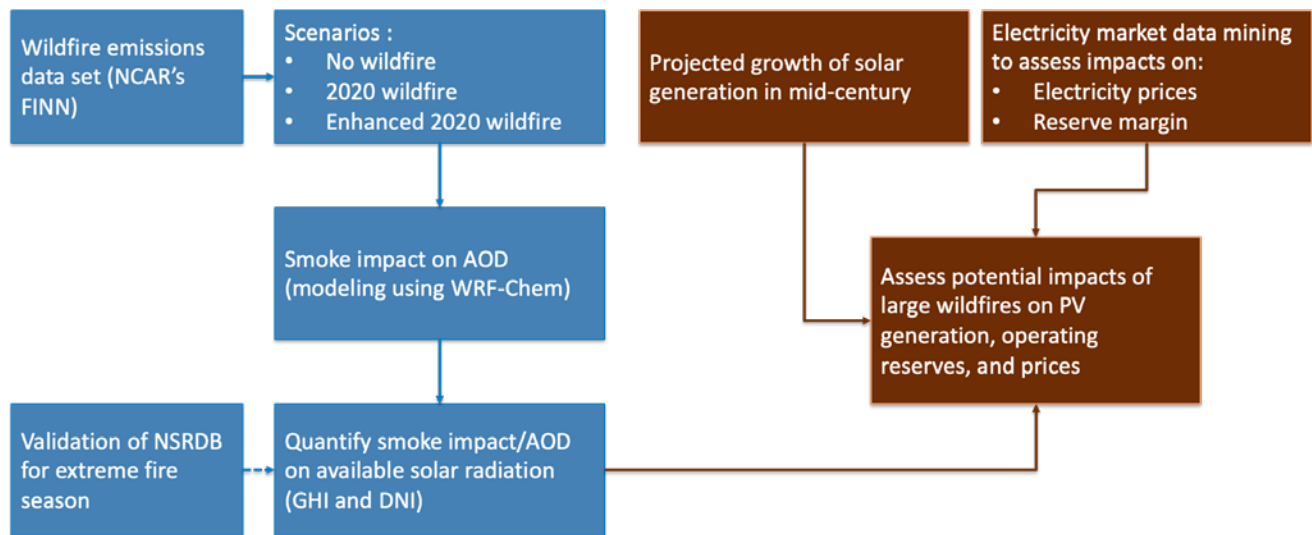 Wildfire emissions
data set (NCAR's
FINN)
Scenarios :
• No wildfire
• 2020 wildfire
• Enhanced 2020 wildfire
Projected growth of solar
generation in mid-century
Electricity market data mining
to assess impacts on:
• Electricity prices
• Reserve margin
Smoke impact on AOD
(modeling using WRF-Chem)
Assess potential impacts of
large wildfires on PV
generation, operating
reserves, and prices
Validation of NSRDB
for extreme fire
season
Quantify smoke impact/AOD
on available solar radiation
(GHI and DNI)